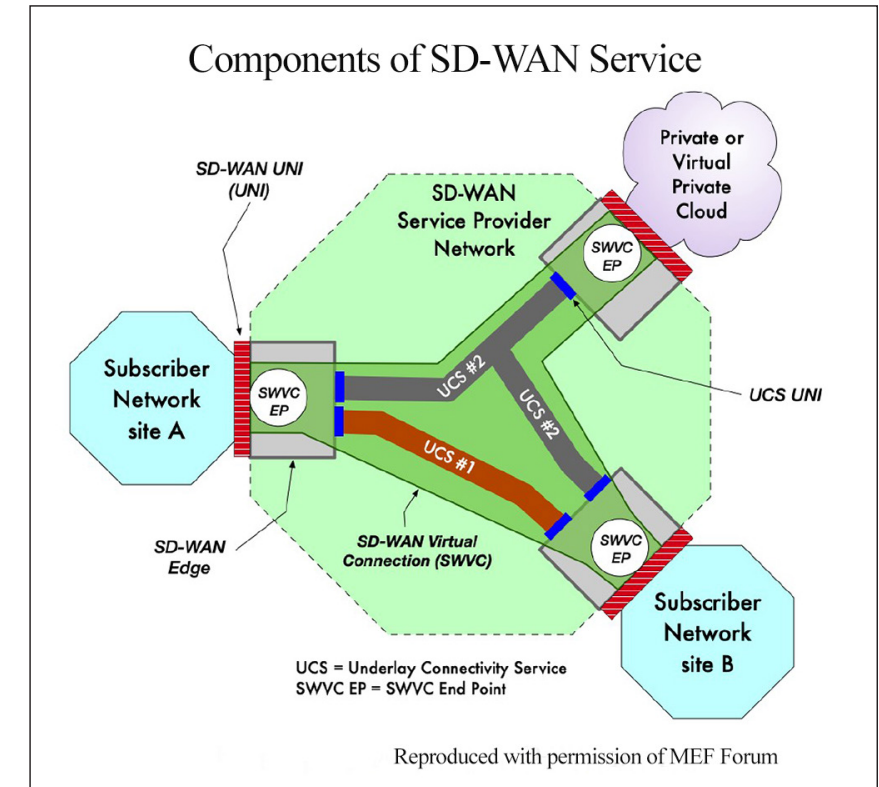 Components of SD-WAN Service
Private or
Virtual
Private
Cloud
SD-WAN UNI
(UNI)
SD-WAN
Service Provider
Network
SWVC
EP
Subscriber
Network
site A
SWVC
EP
UCS #2
UCS #2
UCS UNI
UCS #1
SD-WAN
Edge
SD-WAN Virtual
Connection (SWVC)
SWVC
EP
Subscriber
Network
site B
UCS = Underlay Connectivity Service
SWVC EP = SWVC End Point
Reproduced with permission of MEF Forum